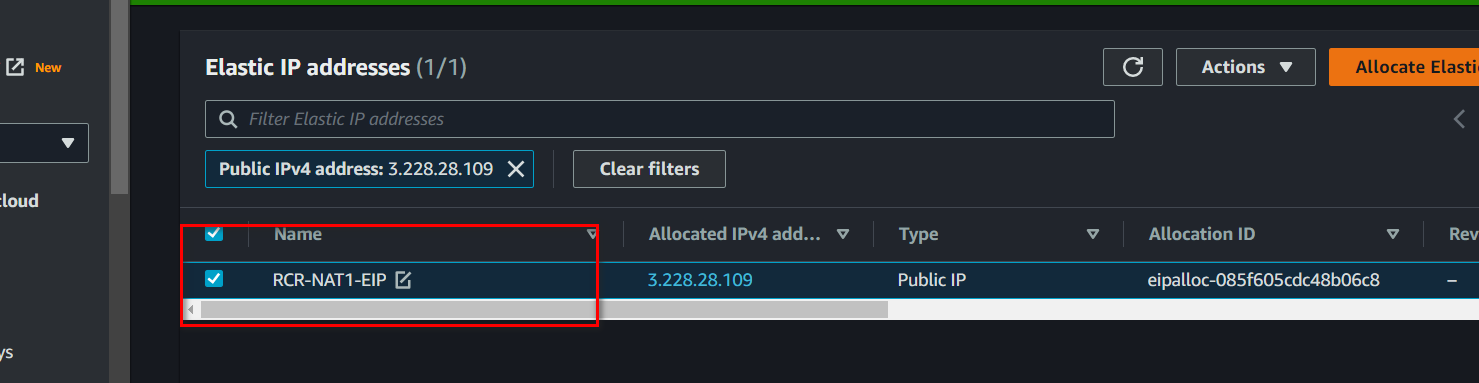 New
Elastic IP addresses (1/1)
Actions
Allocate Elasti
Filter Elastic IP addresses
Public IPv4 address: 3.228.28.109
Clear filters
cloud
Name
Allocated IPv4 add...
Type
Allocation ID
Rev
RCR-NAT1-EIP
3.228.28.109
Public IP
eipalloc-085f605cdc48b06c8
–
ys